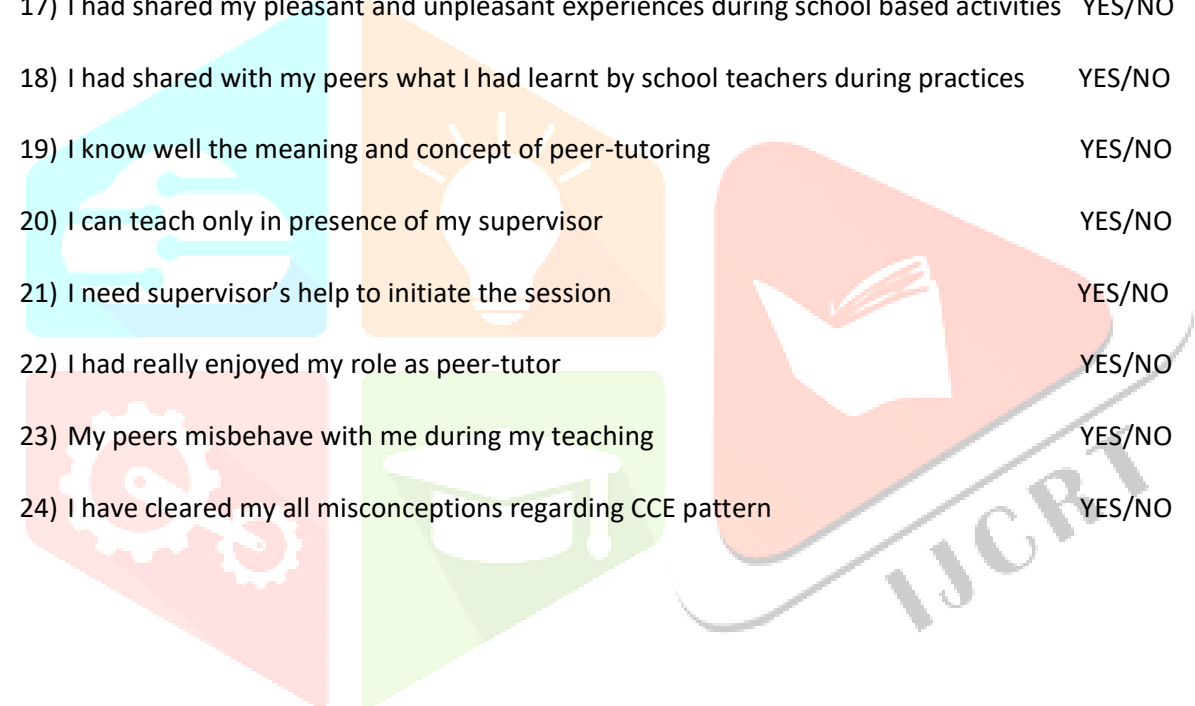 17) I had shared my pleasant and unpleasant experiences during school based activities YES/NO
18) I had shared with my peers what I had learnt by school teachers during practices YES/NO
19) I know well the meaning and concept of peer-tutoring YES/NO
20) I can teach only in presence of my supervisor YES/NO
21) I need supervisor's help to initiate the session YES/NO
22) I had really enjoyed my role as peer-tutor YES/NO
23) My peers misbehave with me during my teaching YES/NO
24) I have cleared my all misconceptions regarding CCE pattern YES/NO
IJCRT